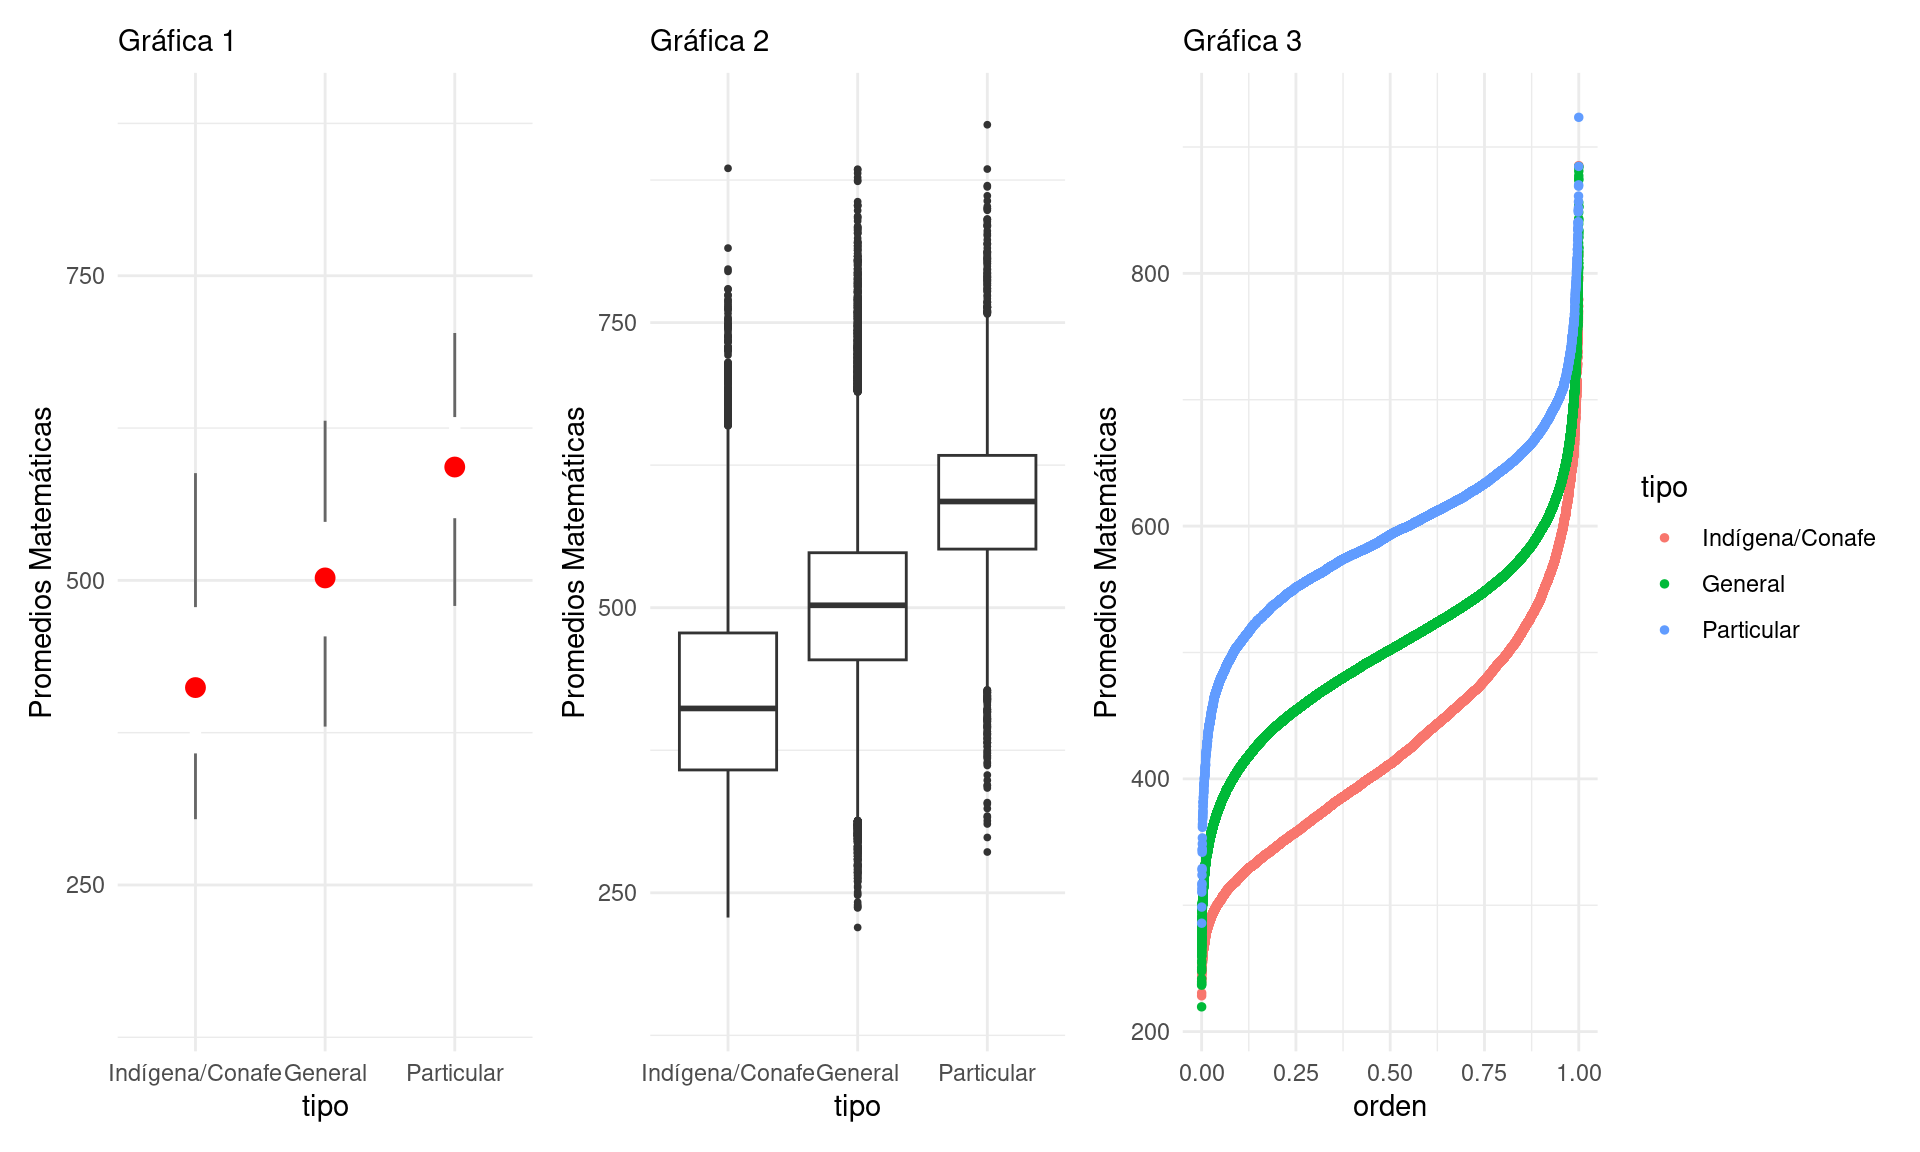 Gráfica 1
Promedios Matemáticas
750
500
250
Indígena/Conafe
General
Particular
tipo
Gráfica 2
Promedios Matemáticas
750
500
250
Indígena/Conafe
General
Particular
tipo
Gráfica 3
Promedios Matemáticas
800
600
400
200
0.00
0.25
0.50
0.75
1.00
orden
tipo
Indígena/Conafe
General
Particular